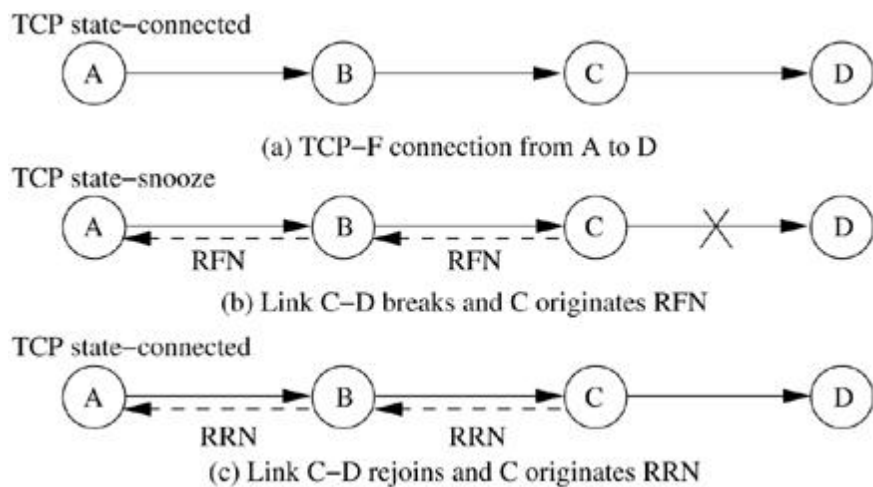 TCP state–connected
A B C D
(a) TCP–F connection from A to D
TCP state–snooze
A B C D
RFN RFN
(b) Link C–D breaks and C originates RFN
TCP state–connected
A B C D
RRN RRN
(c) Link C–D rejoins and C originates RRN